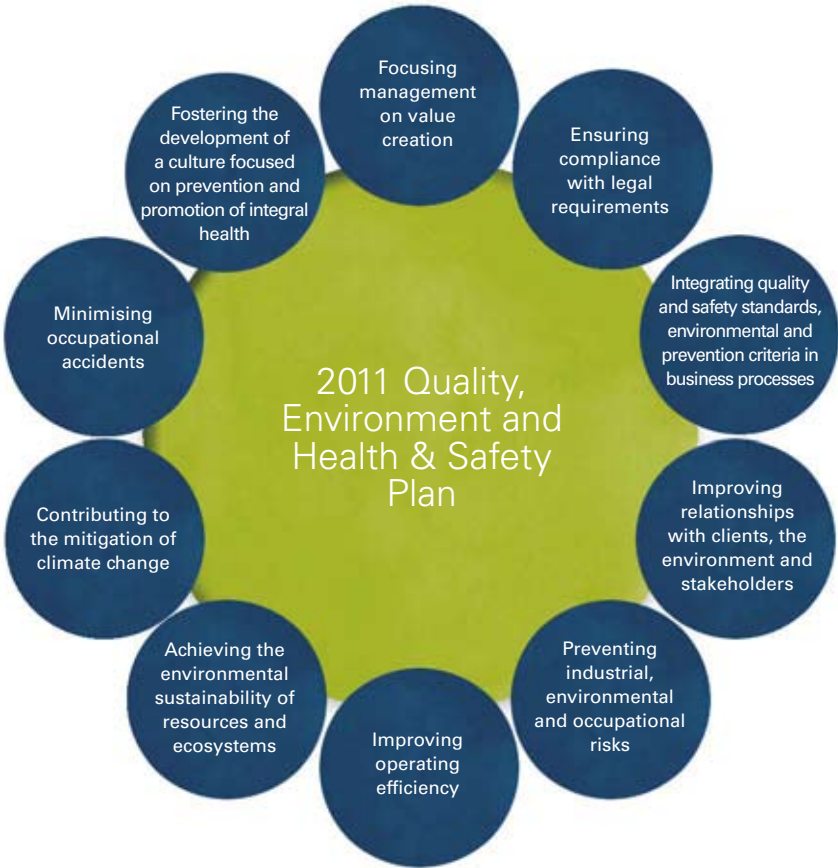 Focusing
management
on value
creation
Ensuring
compliance
with legal
requirements
Integrating quality
and safety standards,
environmental and
prevention criteria in
business processes
Improving
relationships
with clients, the
environment and
stakeholders
Preventing
industrial,
environmental
and occupational
risks
Improving
operating
efficiency
Achieving the
environmental
sustainability of
resources and
ecosystems
Contributing to
the mitigation of
climate change
Minimising
occupational
accidents
Fostering the
development of
a culture focused
on prevention and
promotion of integral
health
2011 Quality,
Environment and
Health & Safety
Plan